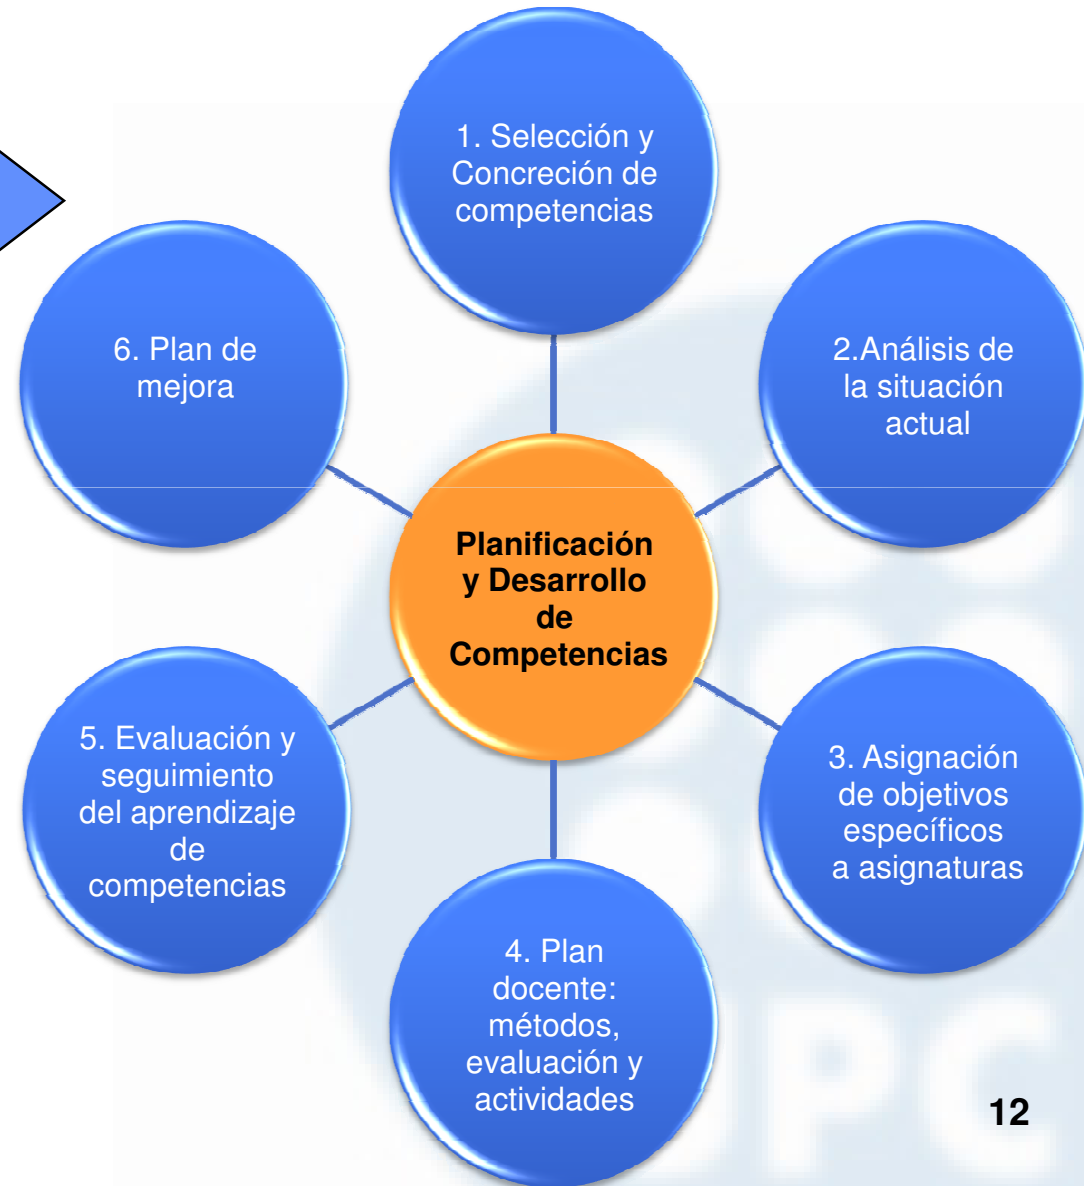 1. Selección y
Concreción de
competencias
2.Análisis de
la situación
actual
3. Asignación
de objetivos
específicos
a asignaturas
4. Plan
docente:
métodos,
evaluación y
actividades
5. Evaluación y
seguimiento
del aprendizaje
de
competencias
6. Plan de
mejora
Planificación
y Desarrollo
de
Competencias
UPC
12